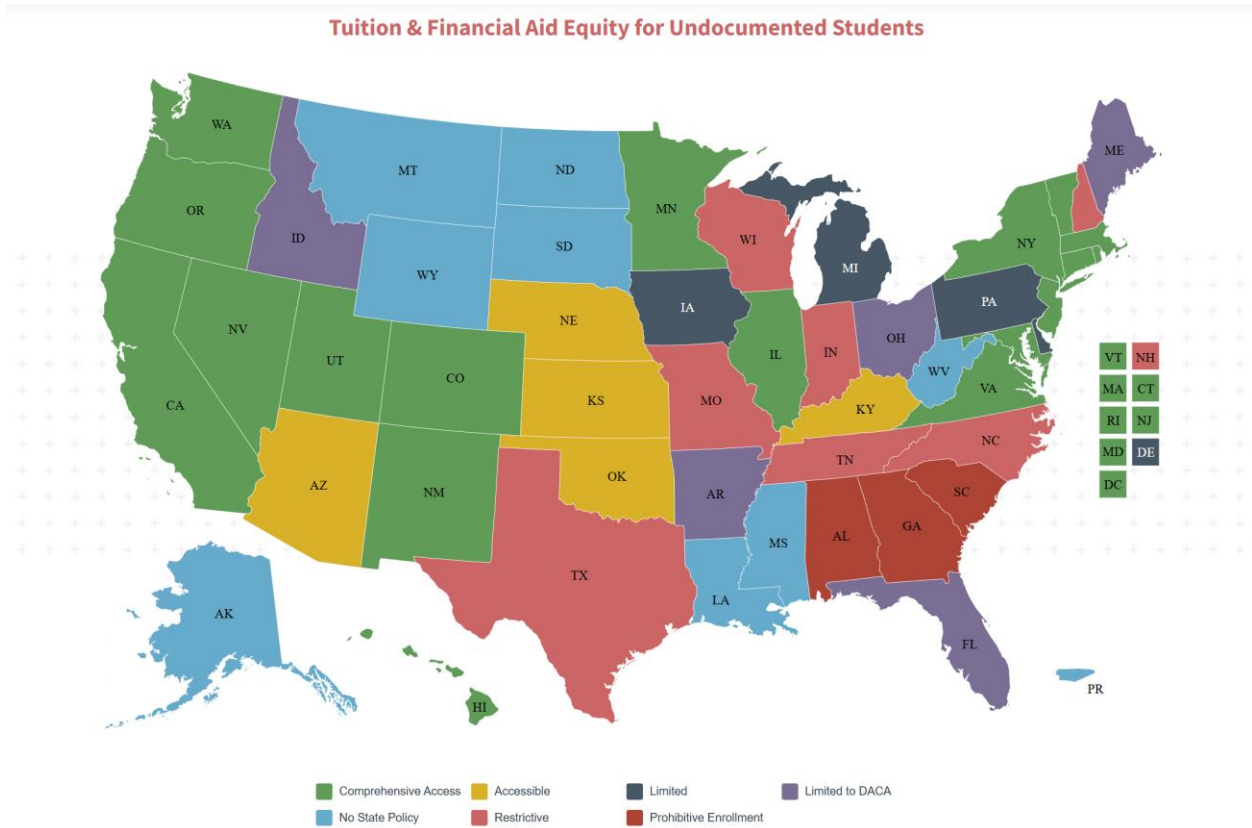 Tuition & Financial Aid Equity for Undocumented Students
WA
MT
ND
MN
ME
OR
ID
SD
WI
NY
WY
MI
IA
PA
NE
NV
UT
CO
IL
IN
OH
WV
VA
KS
MO
KY
CA
AZ
NM
OK
AR
TN
NC
SC
MS
AL
GA
TX
LA
FL
AK
HI
PR
VT NH
MA CT
RI NJ
MD DE
DC
Comprehensive Access Accessible Limited Limited to DACA
No State Policy Restrictive Prohibitive Enrollment